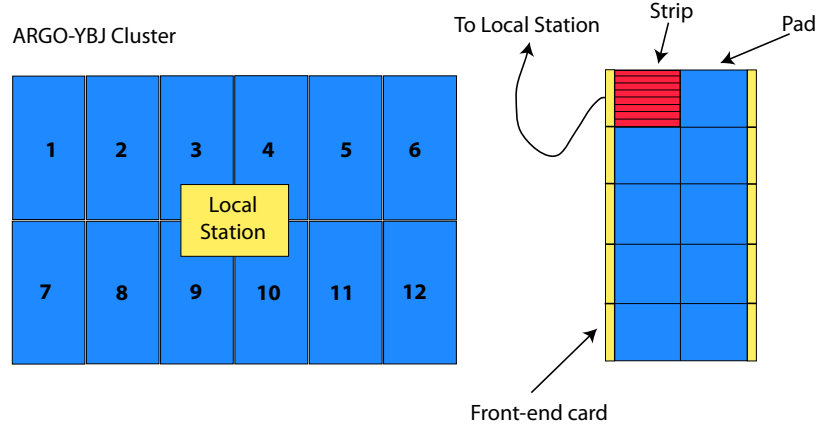 ARGO-YBJ Cluster
1 2 3 4 5 6
Local
Station
7 8 9 10 11 12
To Local Station
Strip
Pad
Front-end card